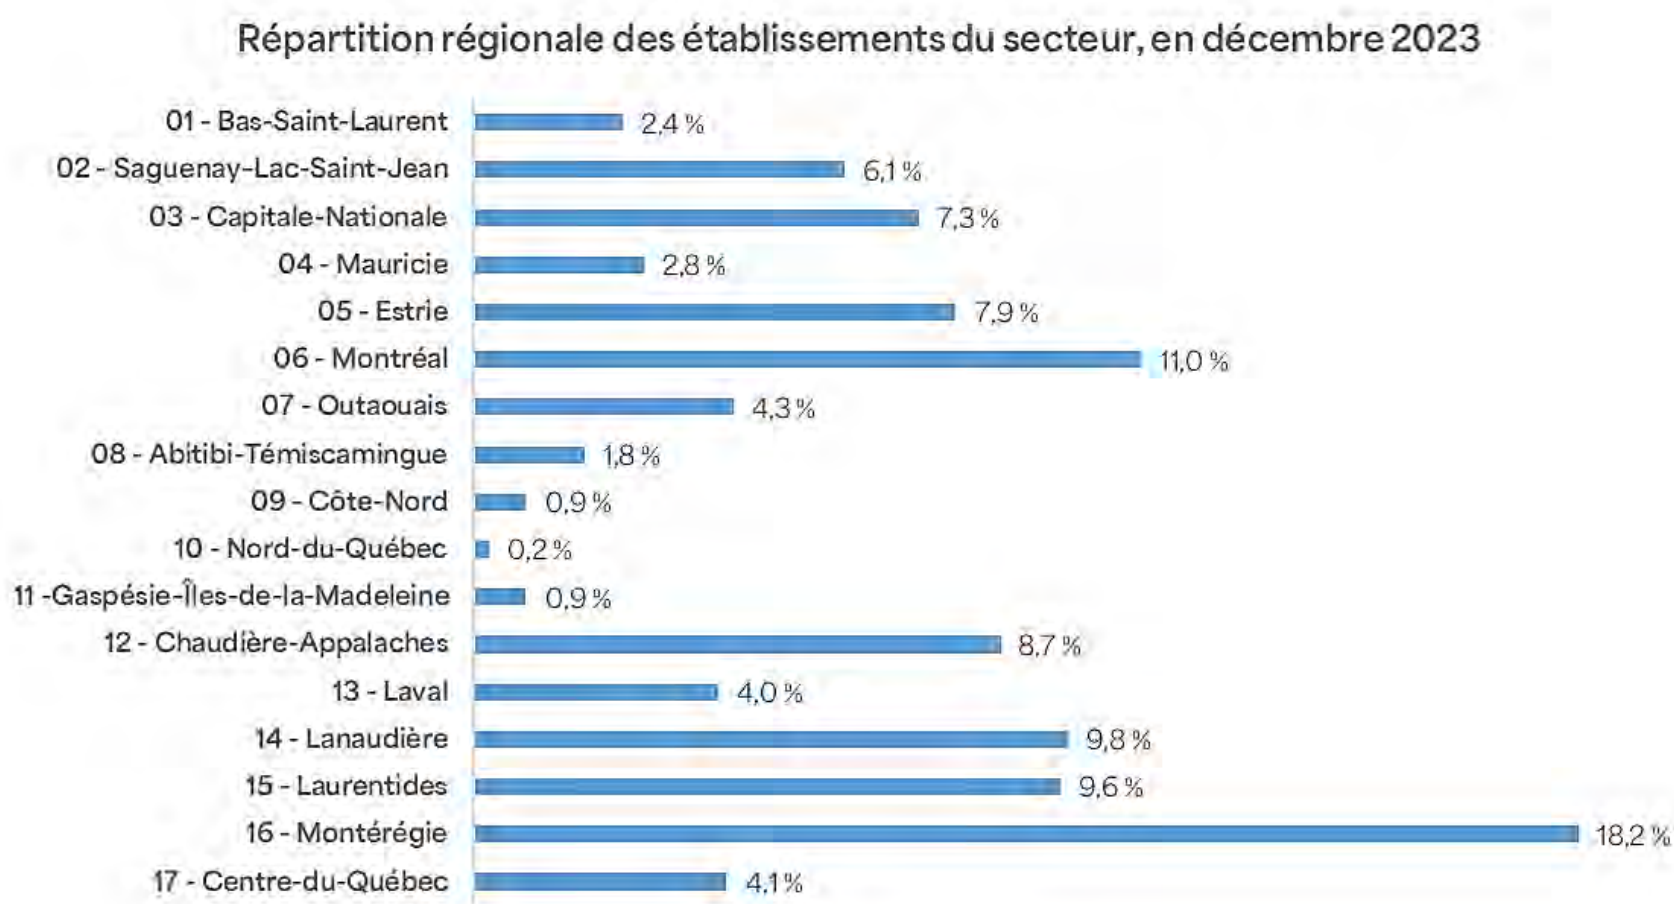 Répartition régionale des établissements du secteur, en décembre 2023
01 - Bas-Saint-Laurent 2,4 %
02 - Saguenay-Lac-Saint-Jean 6,1 %
03 - Capitale-Nationale 7,3 %
04 - Mauricie 2,8 %
05 - Estrie 7,9 %
06 - Montréal 11,0 %
07 - Outaouais 4,3 %
08 - Abitibi-Témiscamingue 1,8 %
09 - Côte-Nord 0,9 %
10 - Nord-du-Québec 0,2 %
11 -Gaspésie-Îles-de-la-Madeleine 0,9 %
12 - Chaudière-Appalaches 8,7 %
13 - Laval 4,0 %
14 - Lanaudière 9,8 %
15 - Laurentides 9,6 %
16 - Montérégie 18,2 %
17 - Centre-du-Québec 4,1 %